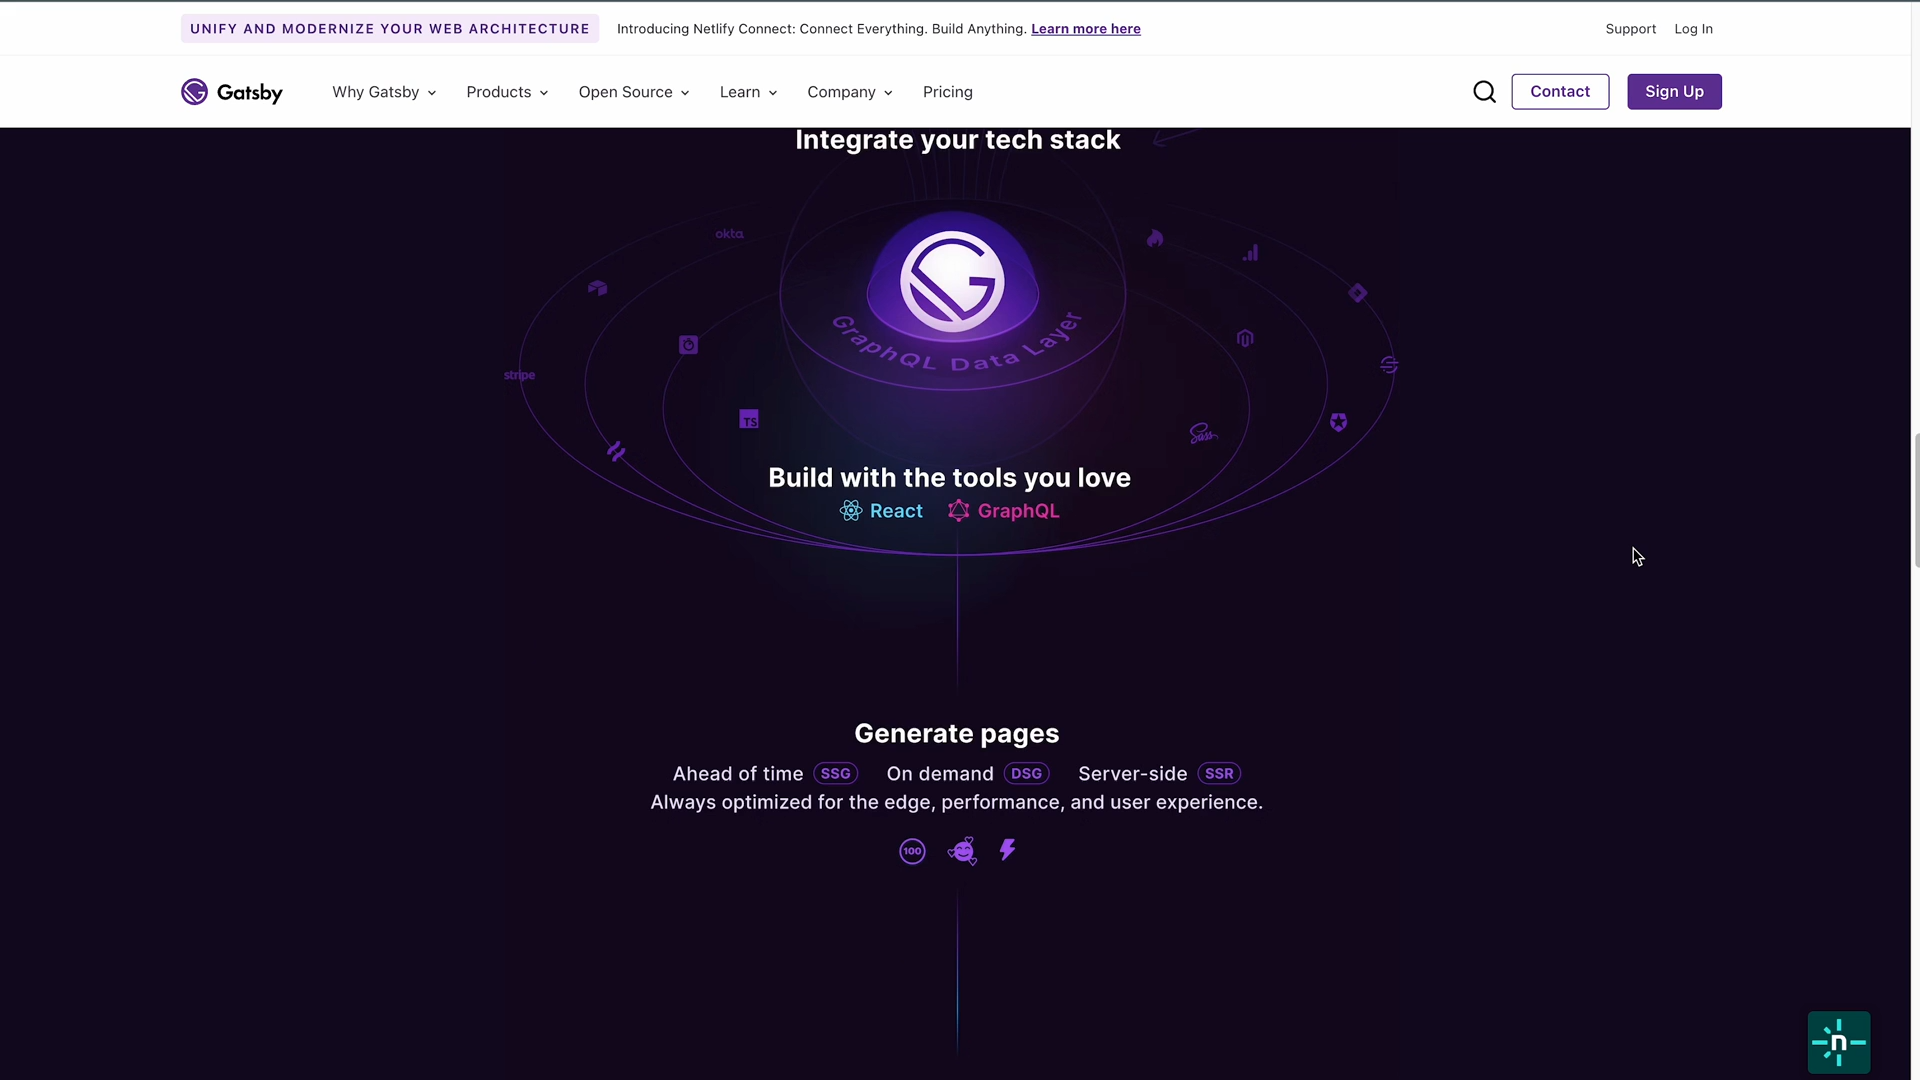 UNIFY AND MODERNIZE YOUR WEB ARCHITECTURE Introducing Netlify Connect: Connect Everything. Build Anything. Learn more here Support Log In
Gatsby Why Gatsby Products Open Source Learn Company Pricing Contact Sign Up
Integrate your tech stack
okta
GraphQL Data Layer
stripe
TS
Sass
Build with the tools you love
React GraphQL
Generate pages
Ahead of time SSG On demand DSG Server-side SSR
Always optimized for the edge, performance, and user experience.
100
n